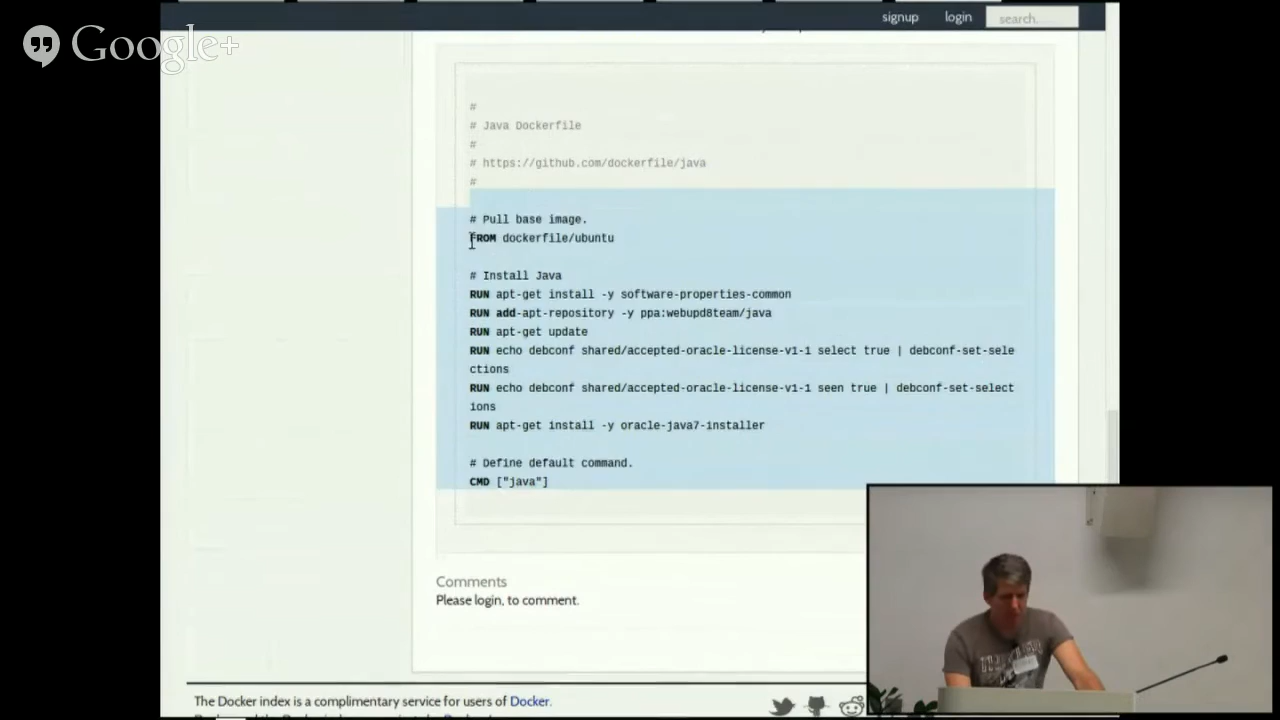 Google+
signup login search...
#
# Java Dockerfile
#
# https://github.com/dockerfile/java
#
# Pull base image.
FROM dockerfile/ubuntu
# Install Java
RUN apt-get install -y software-properties-common
RUN add-apt-repository -y ppa:webupd8team/java
RUN apt-get update
RUN echo debconf shared/accepted-oracle-license-v1-1 select true | debconf-set-sele
ctions
RUN echo debconf shared/accepted-oracle-license-v1-1 seen true | debconf-set-select
ions
RUN apt-get install -y oracle-java7-installer
# Define default command.
CMD ["java"]
Comments
Please login, to comment.
The Docker index is a complimentary service for users of Docker.